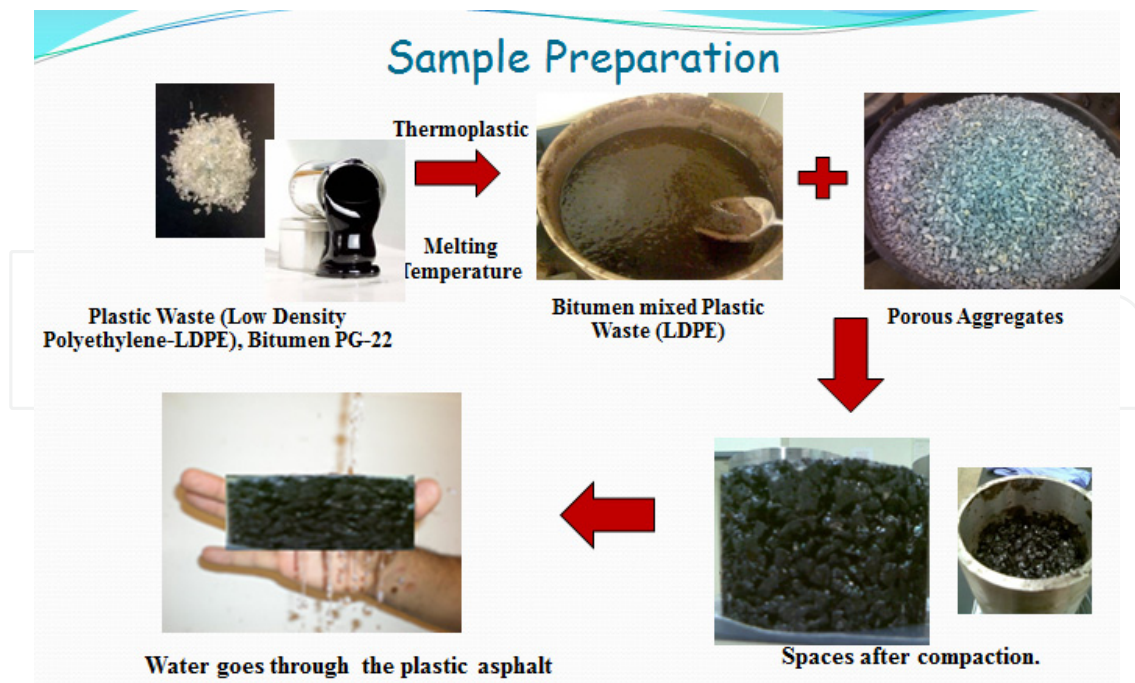 Sample Preparation
Thermoplastic
Melting
Temperature
Plastic Waste (Low Density
Polyethylene-LDPE), Bitumen PG-22
Bitumen mixed Plastic
Waste (LDPE)
Porous Aggregates
Spaces after compaction.
Water goes through the plastic asphalt